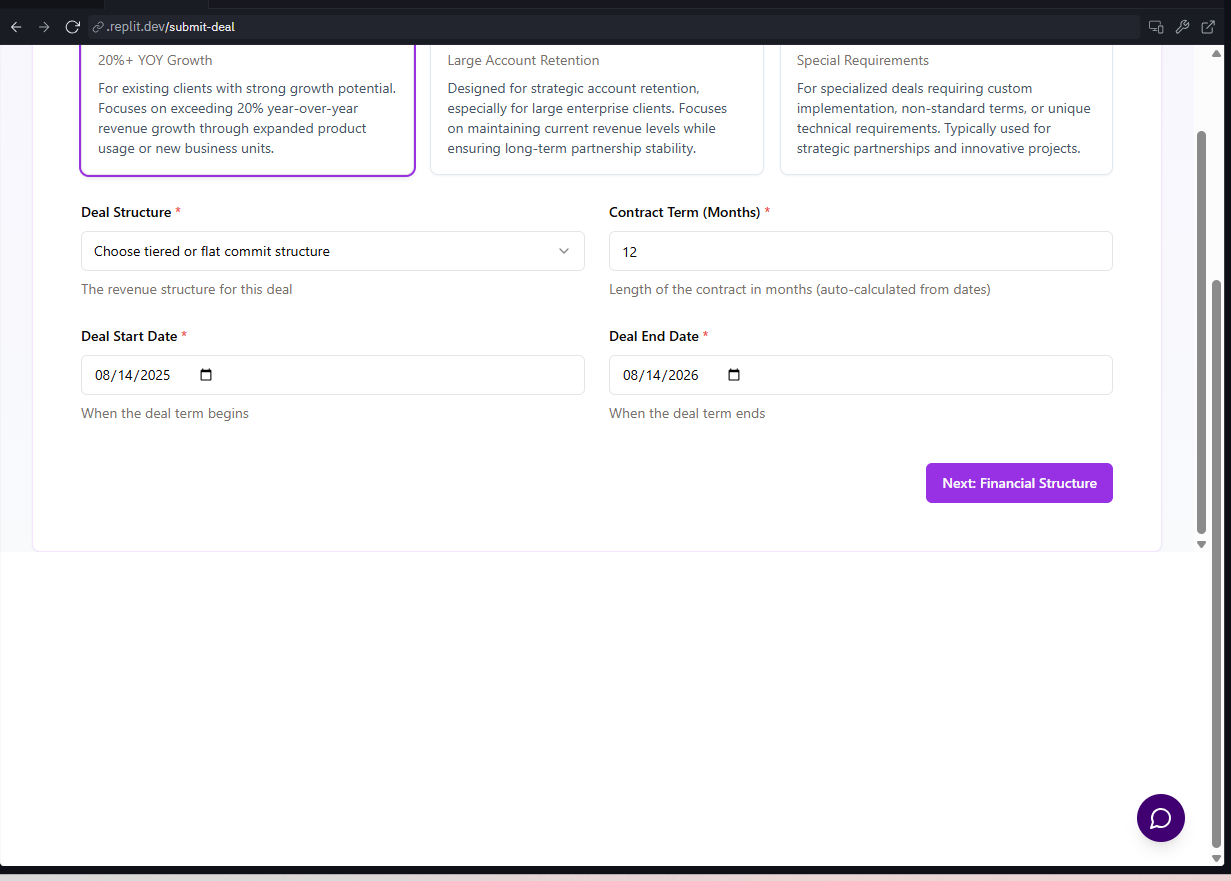 .replit.dev/submit-deal
20%+ YOY Growth
For existing clients with strong growth potential.
Focuses on exceeding 20% year-over-year
revenue growth through expanded product
usage or new business units.
Large Account Retention
Designed for strategic account retention,
especially for large enterprise clients. Focuses
on maintaining current revenue levels while
ensuring long-term partnership stability.
Special Requirements
For specialized deals requiring custom
implementation, non-standard terms, or unique
technical requirements. Typically used for
strategic partnerships and innovative projects.
Deal Structure *
Choose tiered or flat commit structure
The revenue structure for this deal
Contract Term (Months) *
12
Length of the contract in months (auto-calculated from dates)
Deal Start Date *
08/14/2025
When the deal term begins
Deal End Date *
08/14/2026
When the deal term ends
Next: Financial Structure